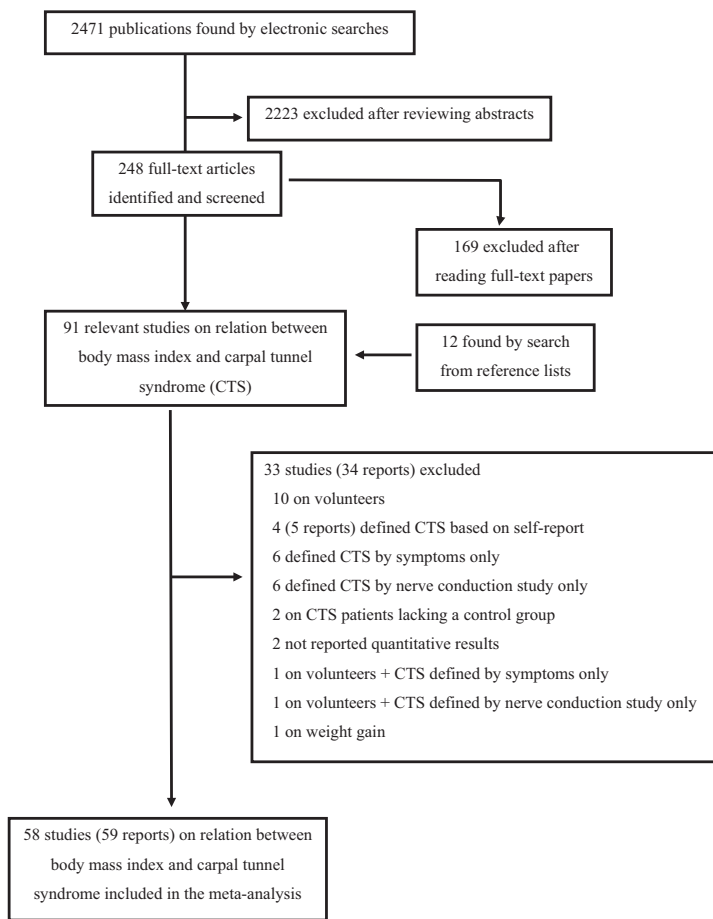 2471 publications found by electronic searches
2223 excluded after reviewing abstracts
248 full-text articles
identified and screened
169 excluded after
reading full-text papers
91 relevant studies on relation between
body mass index and carpal tunnel
syndrome (CTS)
12 found by search
from reference lists
33 studies (34 reports) excluded
10 on volunteers
4 (5 reports) defined CTS based on self-report
6 defined CTS by symptoms only
6 defined CTS by nerve conduction study only
2 on CTS patients lacking a control group
2 not reported quantitative results
1 on volunteers + CTS defined by symptoms only
1 on volunteers + CTS defined by nerve conduction study only
1 on weight gain
58 studies (59 reports) on relation between
body mass index and carpal tunnel
syndrome included in the meta-analysis